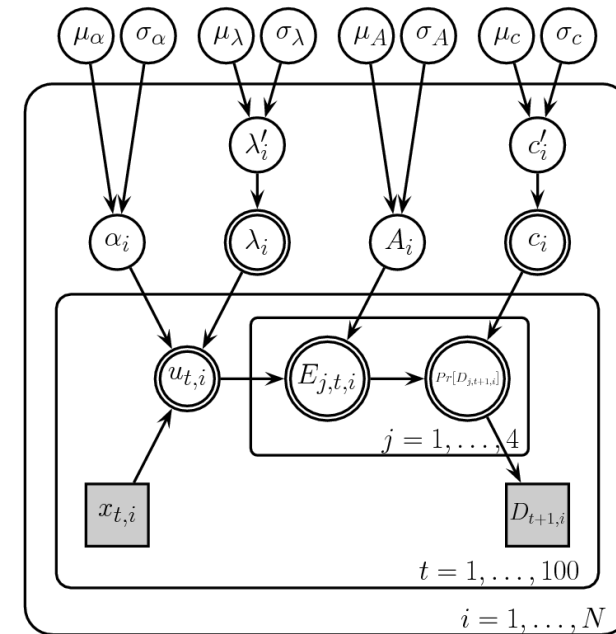 μ_α σ_α μ_λ σ_λ μ_A σ_A μ_c σ_c
λ′_i c′_i
α_i λ_i A_i c_i
u_{t,i} E_{j,t,i} Pr[D_{j,t+1,i}]
j = 1, . . . , 4
x_{t,i} D_{t+1,i}
t = 1, . . . , 100
i = 1, . . . , N